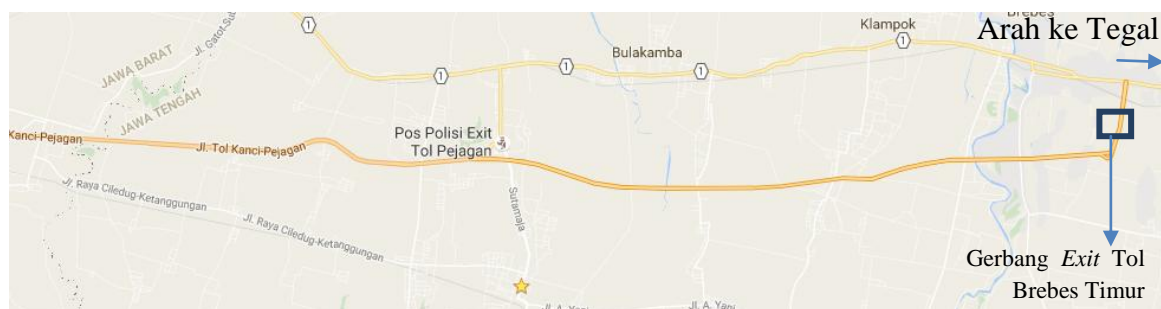 Brebes
Arah ke Tegal
Klampok
Jl. Gatot-Sub
1
Bulakamba
1
1
1
1
JAWA BARAT
JAWA TENGAH
Kanci-Pejagan
Jl. Tol Kanci-Pejagan
Pos Polisi Exit
Tol Pejagan
Jl. Raya Ciledug-Ketanggungan
Sutamaja
Jl. Raya Ciledug-Ketanggungan
Jl. A. Yani
Jl. A. Yani
Gerbang Exit Tol
Brebes Timur